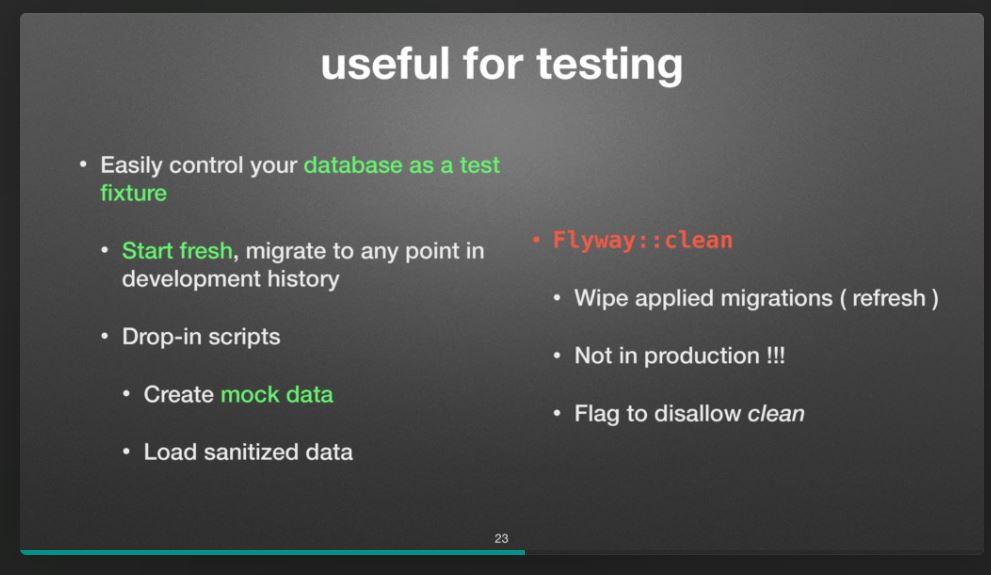 useful for testing
• Easily control your database as a test
fixture
• Start fresh, migrate to any point in
development history
• Drop-in scripts
• Create mock data
• Load sanitized data
• Flyway::clean
• Wipe applied migrations ( refresh )
• Not in production !!!
• Flag to disallow clean
23